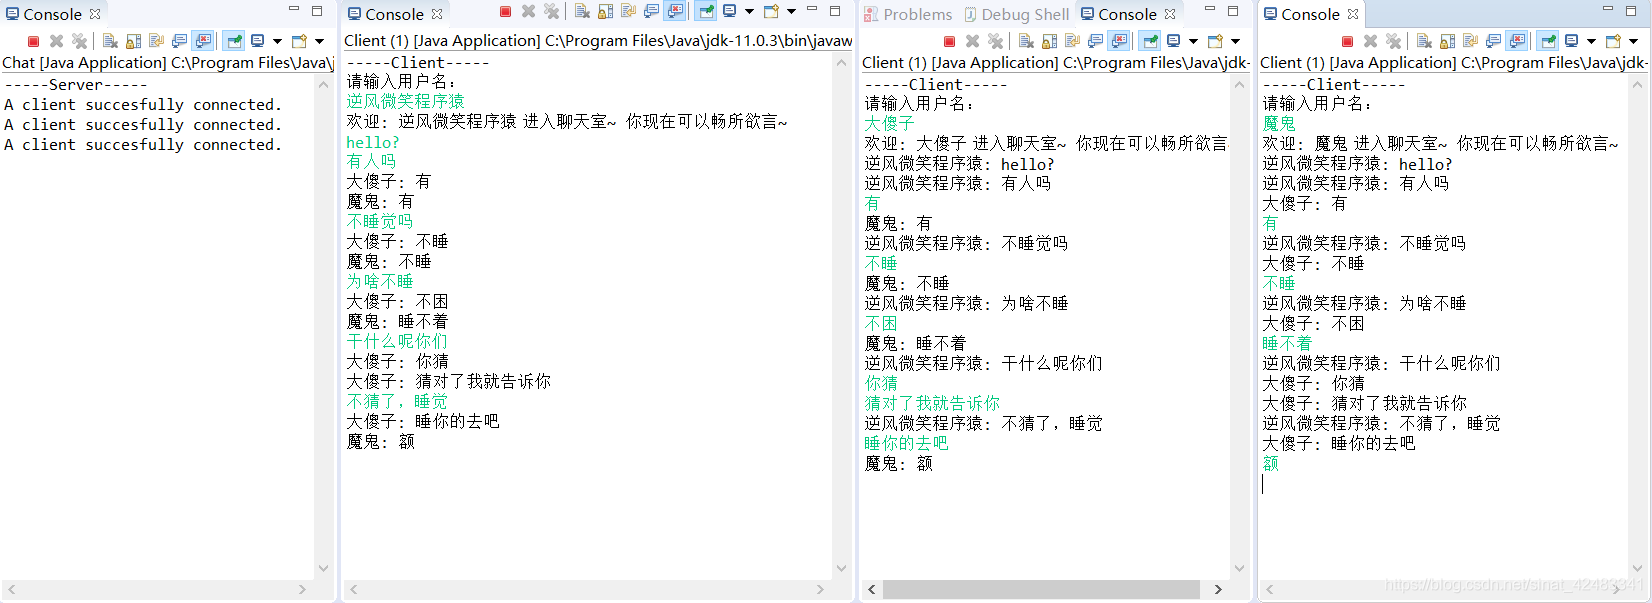 Console
Chat [Java Application] C:\Program Files\Java\j
-----Server-----
A client succesfully connected.
A client succesfully connected.
A client succesfully connected.
Console
Client (1) [Java Application] C:\Program Files\Java\jdk-11.0.3\bin\javaw
-----Client-----
请输入用户名：
逆风微笑程序猿
欢迎：逆风微笑程序猿 进入聊天室~ 你现在可以畅所欲言~
hello?
有人吗
大傻子：有
魔鬼：有
不睡觉吗
大傻子：不睡
魔鬼：不睡
为啥不睡
大傻子：不困
魔鬼：睡不着
干什么呢你们
大傻子：你猜
大傻子：猜对了我就告诉你
不猜了，睡觉
大傻子：睡你的去吧
魔鬼：额
Problems Debug Shell Console
Client (1) [Java Application] C:\Program Files\Java\jdk-
-----Client-----
请输入用户名：
大傻子
欢迎：大傻子 进入聊天室~ 你现在可以畅所欲言
逆风微笑程序猿：hello?
逆风微笑程序猿：有人吗
有
魔鬼：有
逆风微笑程序猿：不睡觉吗
不睡
魔鬼：不睡
逆风微笑程序猿：为啥不睡
不困
魔鬼：睡不着
逆风微笑程序猿：干什么呢你们
你猜
猜对了我就告诉你
逆风微笑程序猿：不猜了，睡觉
睡你的去吧
魔鬼：额
Console
Client (1) [Java Application] C:\Program Files\Java\jdk-
-----Client-----
请输入用户名：
魔鬼
欢迎：魔鬼 进入聊天室~ 你现在可以畅所欲言~
逆风微笑程序猿：hello?
逆风微笑程序猿：有人吗
大傻子：有
有
逆风微笑程序猿：不睡觉吗
大傻子：不睡
不睡
逆风微笑程序猿：为啥不睡
大傻子：不困
睡不着
逆风微笑程序猿：干什么呢你们
大傻子：你猜
大傻子：猜对了我就告诉你
逆风微笑程序猿：不猜了，睡觉
大傻子：睡你的去吧
额
https://blog.csdn.net/sinat_42483341